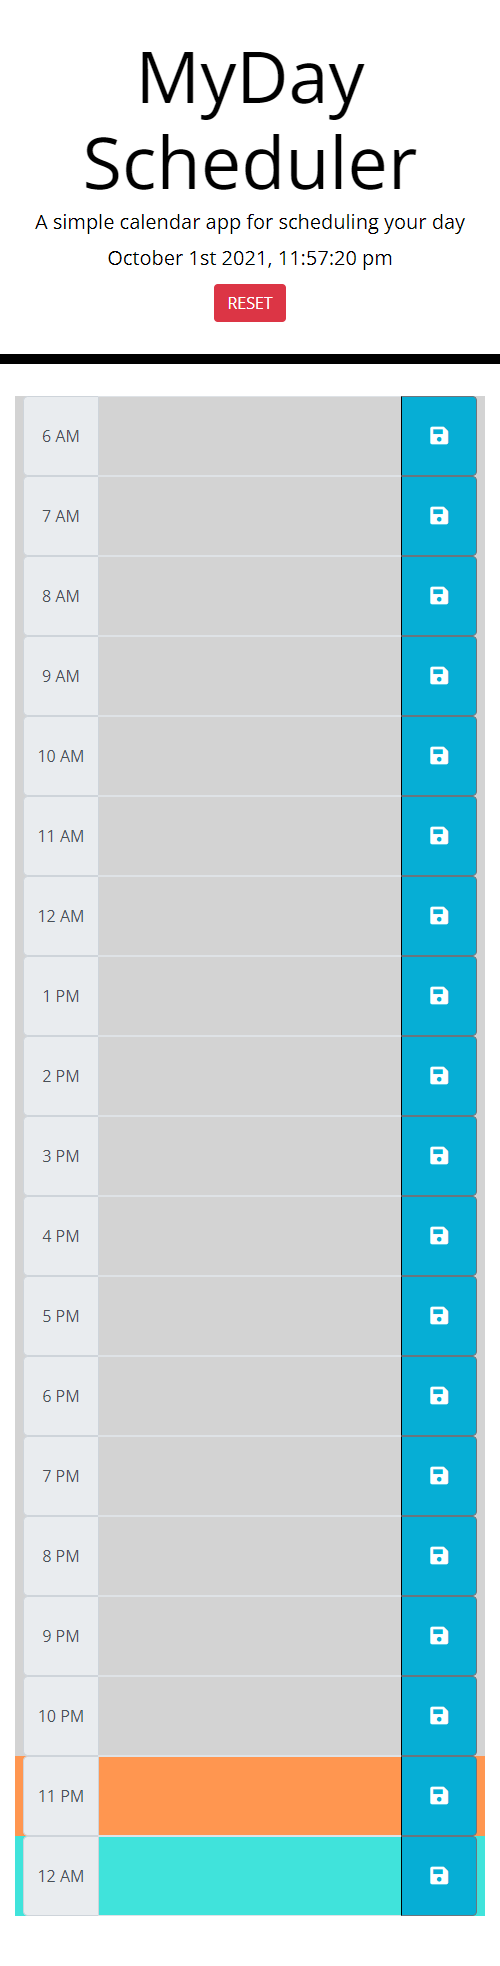 MyDay
Scheduler
A simple calendar app for scheduling your day
October 1st 2021, 11:57:20 pm
RESET
6 AM
7 AM
8 AM
9 AM
10 AM
11 AM
12 AM
1 PM
2 PM
3 PM
4 PM
5 PM
6 PM
7 PM
8 PM
9 PM
10 PM
11 PM
12 AM